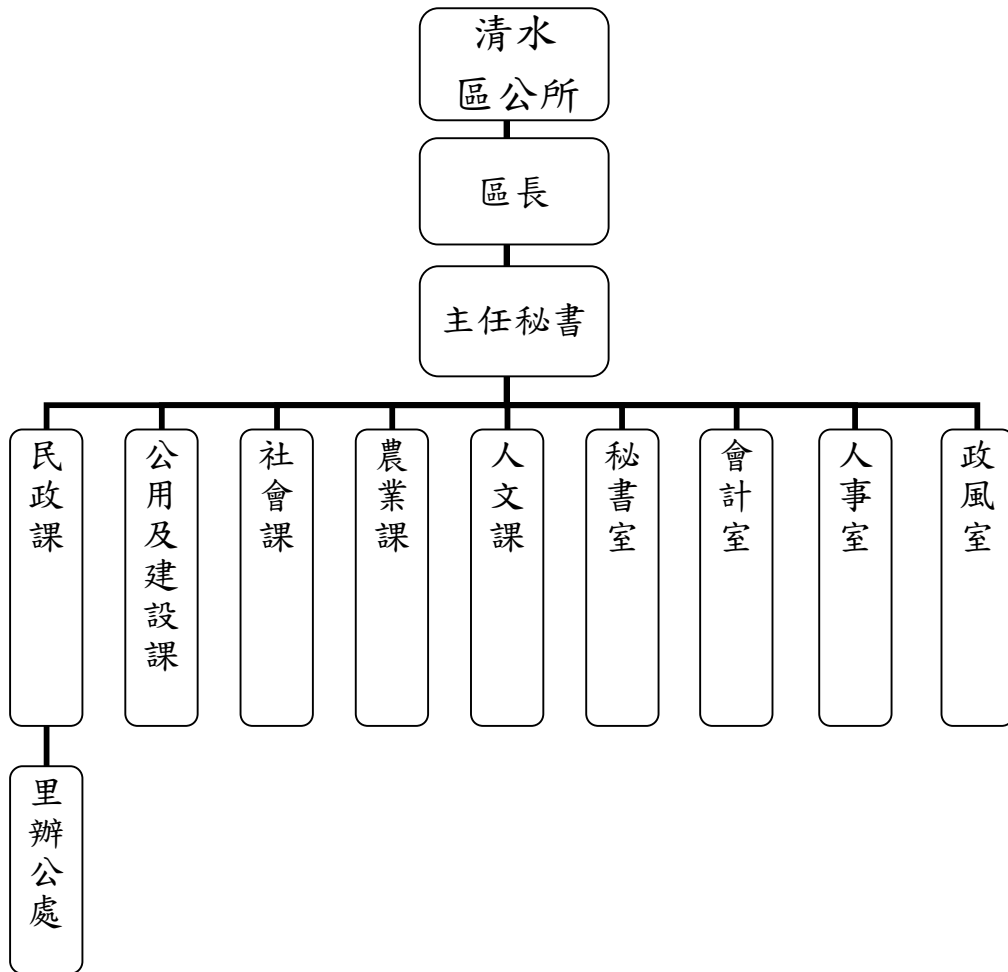 清水
區公所
區長
主任秘書
民政課
公用及建設課
社會課
農業課
人文課
秘書室
會計室
人事室
政風室
里辦公處